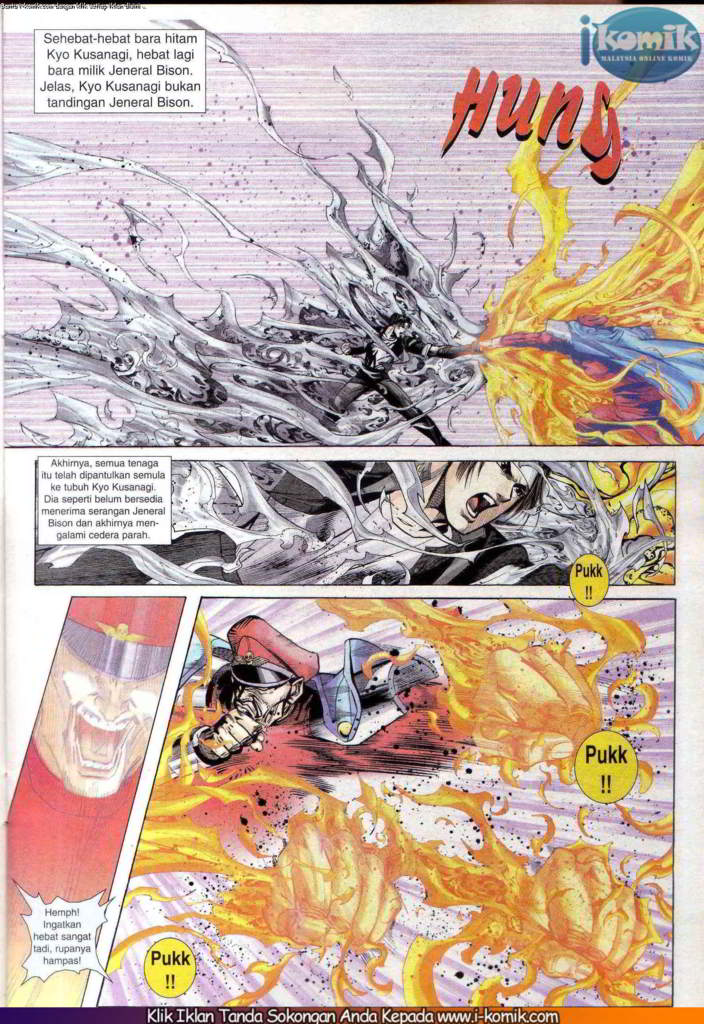 ikomik
MALAYSIA ONLINE KOMIK
Sehebat-hebat bara hitam
Kyo Kusanagi, hebat lagi
bara milik Jeneral Bison.
Jelas, Kyo Kusanagi bukan
tandingan Jeneral Bison.
Hung
Akhirnya, semua tenaga
itu telah dipantulkan semula
ke tubuh Kyo Kusanagi.
Dia seperti belum bersedia
menerima serangan Jeneral
Bison dan akhirnya men-
galami cedera parah.
Pukk
!!
Pukk
!!
Hemph!
Ingatkan
hebat sangat
tadi, rupanya
hampas!
Pukk
!!
Klik Iklan Tanda Sokongan Anda Kepada www.i-komik.com